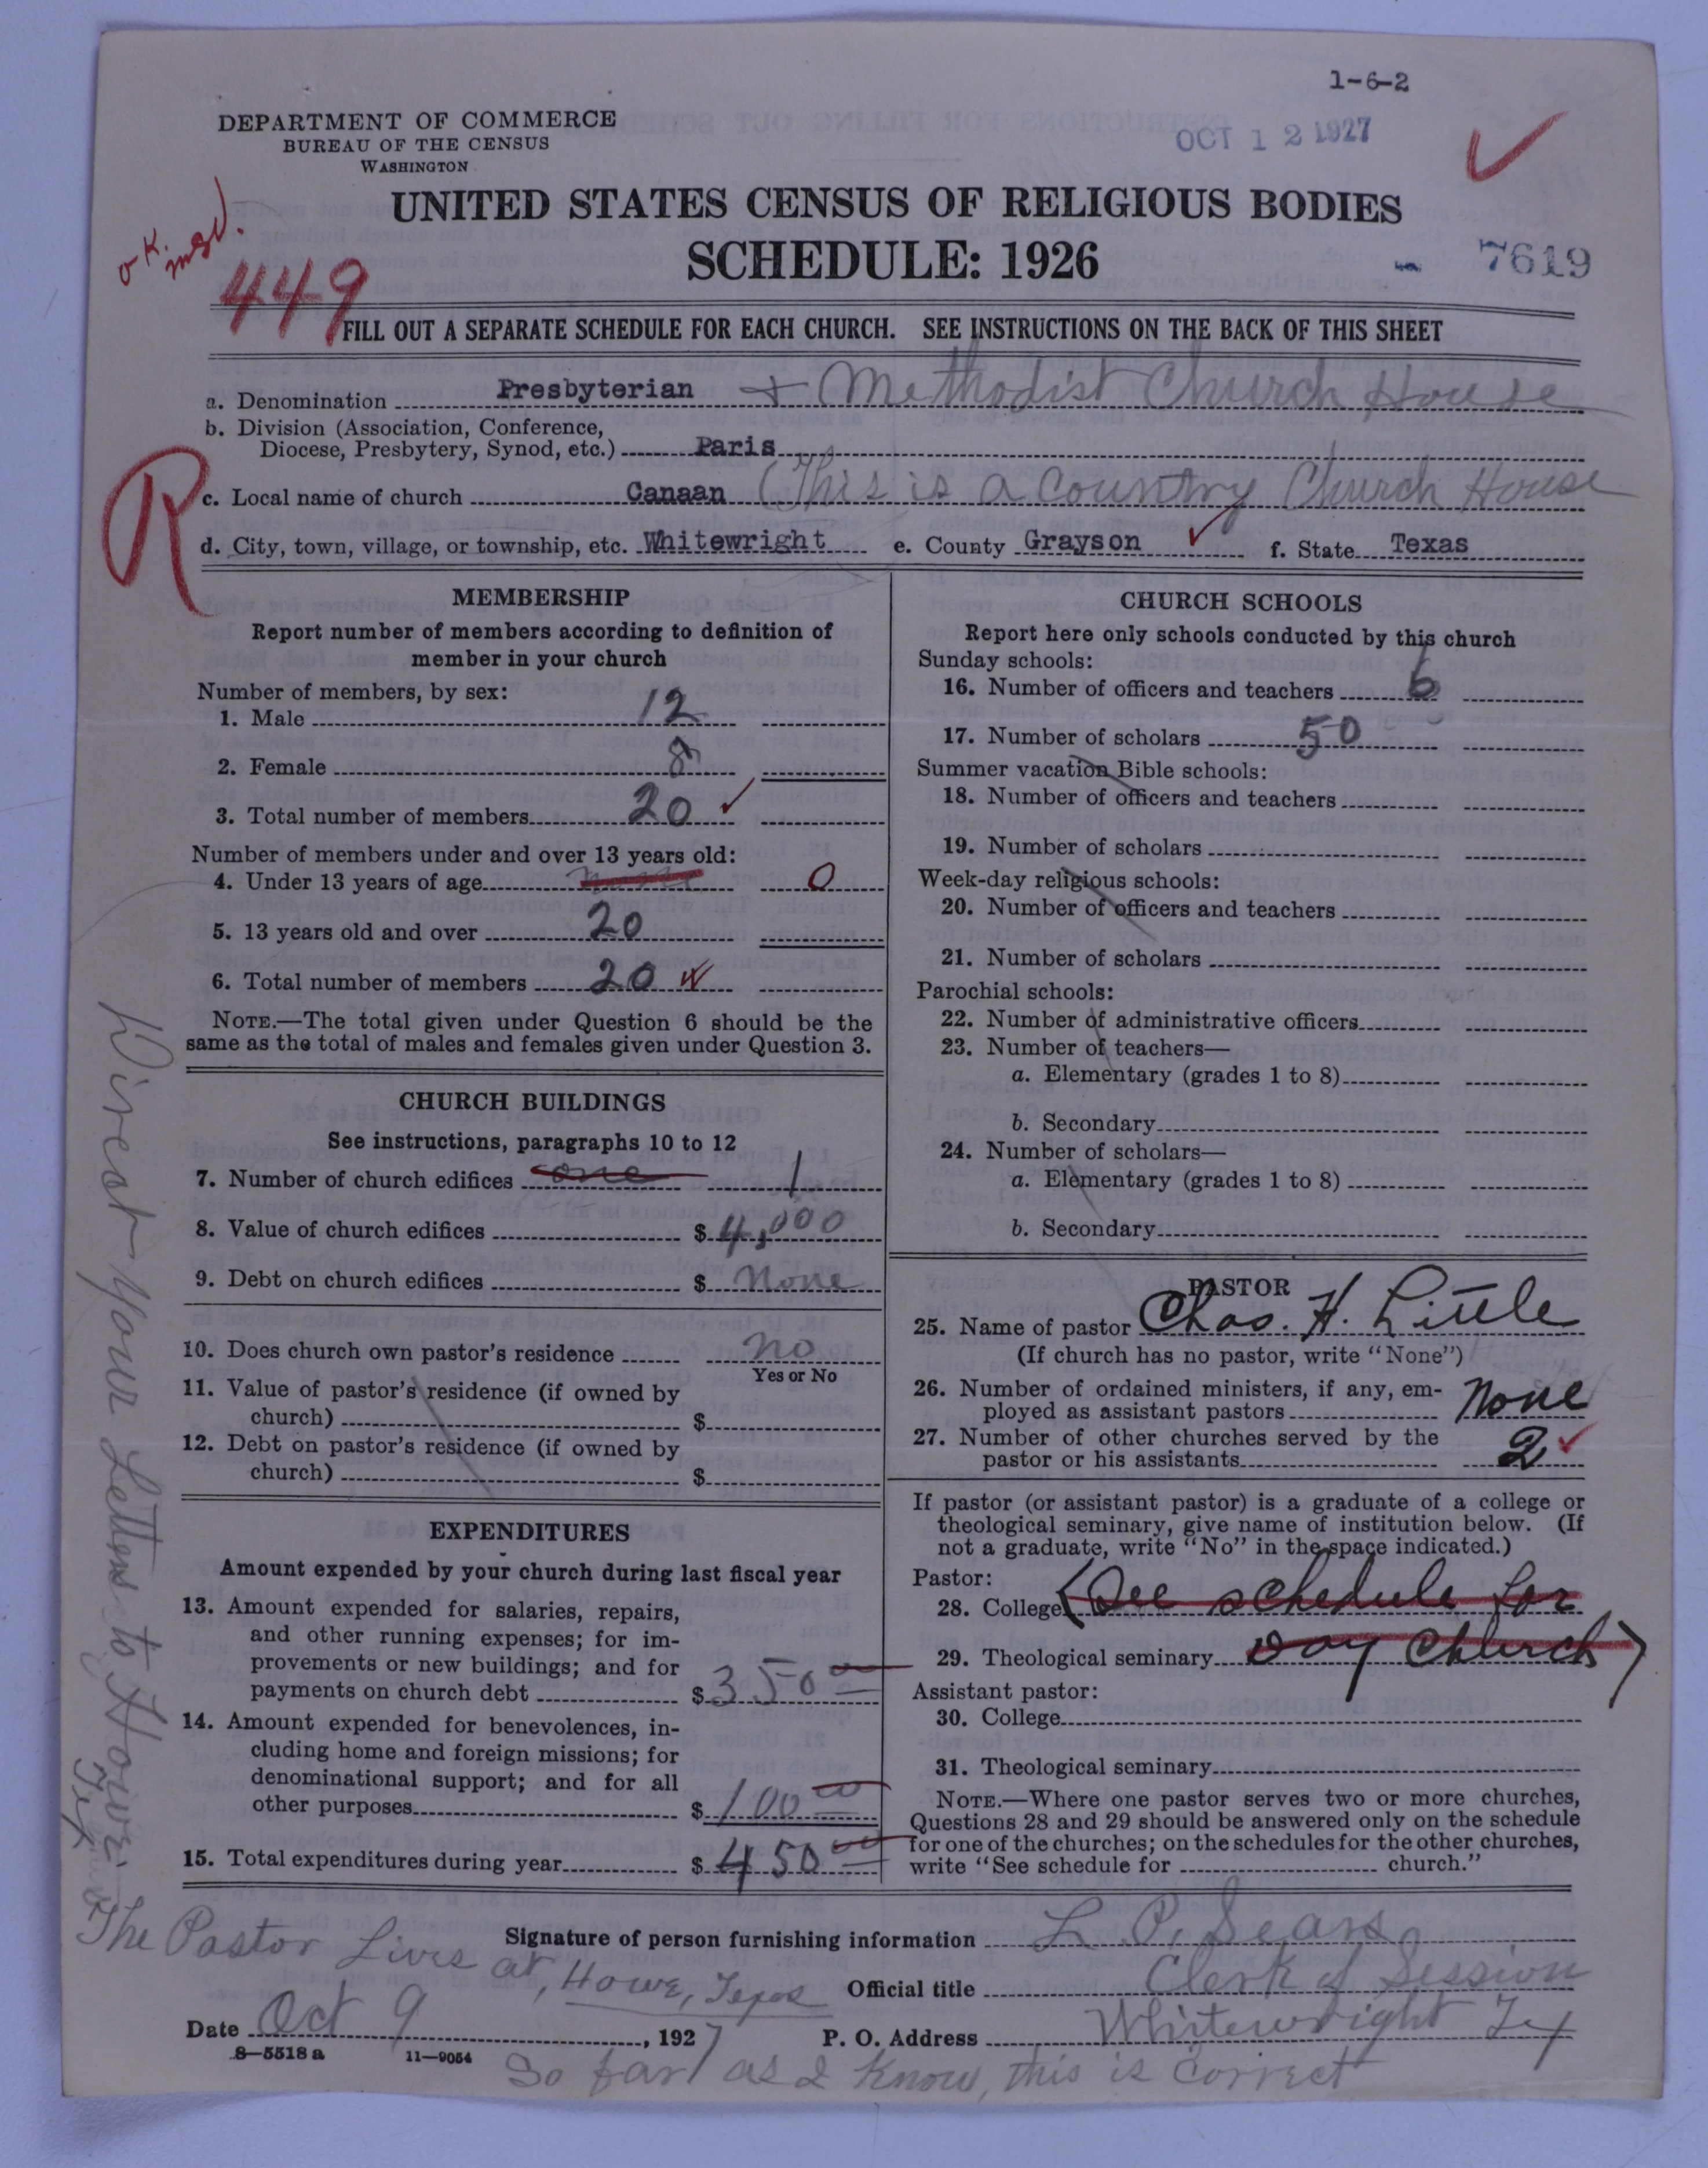 1-6-2
DEPARTMENT OF COMMERCE
BUREAU OF THE CENSUS
WASHINGTON
OCT 12 1927
UNITED STATES CENSUS OF RELIGIOUS BODIES
SCHEDULE: 1926
7619
O.K.
449
FILL OUT A SEPARATE SCHEDULE FOR EACH CHURCH. SEE INSTRUCTIONS ON THE BACK OF THIS SHEET
a. Denomination Presbyterian + Methodist Church House
b. Division (Association, Conference,
Diocese, Presbytery, Synod, etc.) Paris
R
c. Local name of church Canaan (This is a Country Church House
d. City, town, village, or township, etc. Whitewright e. County Grayson f. State Texas
MEMBERSHIP
Report number of members according to definition of
member in your church
Number of members, by sex:
1. Male 12
2. Female 8
3. Total number of members 20
Number of members under and over 13 years old:
4. Under 13 years of age none 0
5. 13 years old and over 20
6. Total number of members 20
NOTE.—The total given under Question 6 should be the
same as the total of males and females given under Question 3.
CHURCH BUILDINGS
See instructions, paragraphs 10 to 12
7. Number of church edifices one 1
8. Value of church edifices $ 4,000
9. Debt on church edifices $ None
10. Does church own pastor's residence no
Yes or No
11. Value of pastor's residence (if owned by
church) $
12. Debt on pastor's residence (if owned by
church) $
EXPENDITURES
Amount expended by your church during last fiscal year
13. Amount expended for salaries, repairs,
and other running expenses; for im-
provements or new buildings; and for
payments on church debt $ 350 00
14. Amount expended for benevolences, in-
cluding home and foreign missions; for
denominational support; and for all
other purposes $ 100 00
15. Total expenditures during year $ 450 00
CHURCH SCHOOLS
Report here only schools conducted by this church
Sunday schools:
16. Number of officers and teachers 6
17. Number of scholars 50
Summer vacation Bible schools:
18. Number of officers and teachers
19. Number of scholars
Week-day religious schools:
20. Number of officers and teachers
21. Number of scholars
Parochial schools:
22. Number of administrative officers
23. Number of teachers—
a. Elementary (grades 1 to 8)
b. Secondary
24. Number of scholars—
a. Elementary (grades 1 to 8)
b. Secondary
PASTOR
25. Name of pastor Chas. H. Little
(If church has no pastor, write "None")
26. Number of ordained ministers, if any, em-
ployed as assistant pastors None
27. Number of other churches served by the
pastor or his assistants 2
If pastor (or assistant pastor) is a graduate of a college or
theological seminary, give name of institution below. (If
not a graduate, write "No" in the space indicated.)
Pastor:
28. College (See schedule for
29. Theological seminary church)
Assistant pastor:
30. College
31. Theological seminary
NOTE.—Where one pastor serves two or more churches,
Questions 28 and 29 should be answered only on the schedule
for one of the churches; on the schedules for the other churches,
write "See schedule for church."
Direct your Letters to Howe, Tex
The Pastor Lives at, Howe, Texas
Signature of person furnishing information L. P. Sears
Official title Clerk of Session
Date Oct 9, 1927 P. O. Address Whitewright Tex
8—5518a 11—9054
So far as I know, this is correct